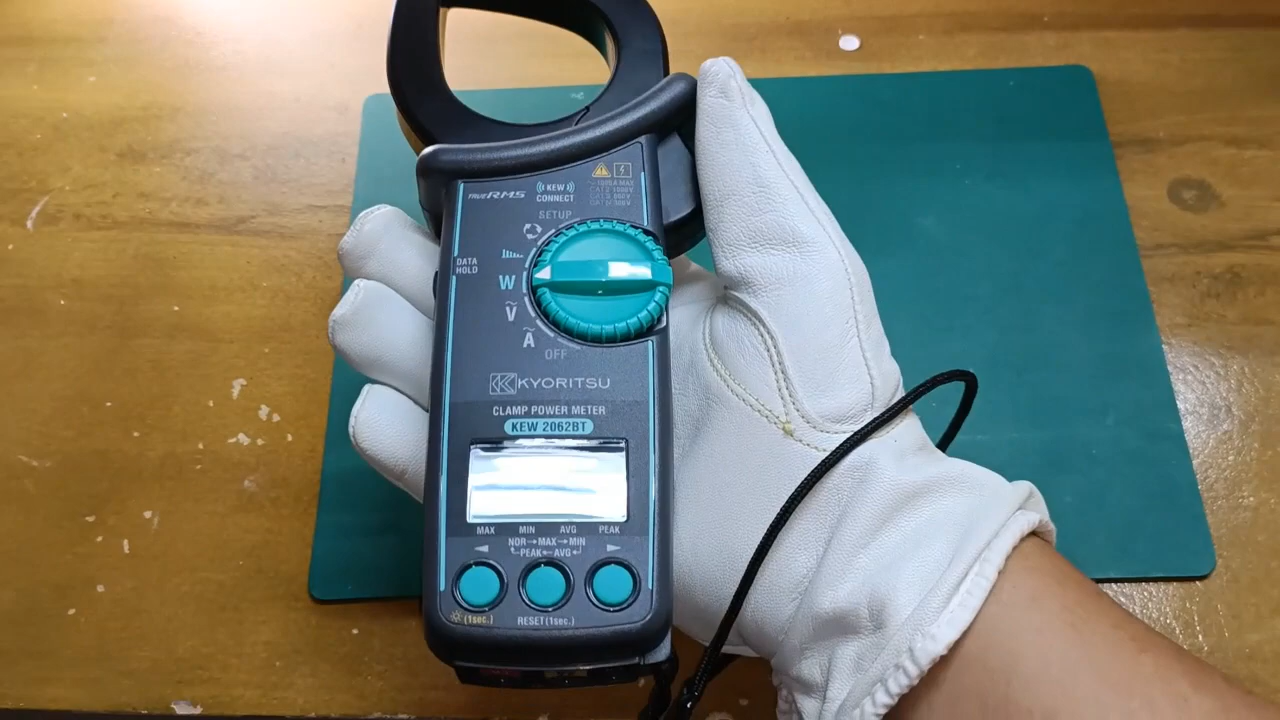 TRUE RMS
KEW
CONNECT
SETUP
DATA
HOLD
W
Ṽ
Ã
OFF
KYORITSU
CLAMP POWER METER
KEW 2062BT
MAX MIN AVG PEAK
NOR→MAX→MIN
PEAK←AVG
(1sec.) RESET(1sec.)